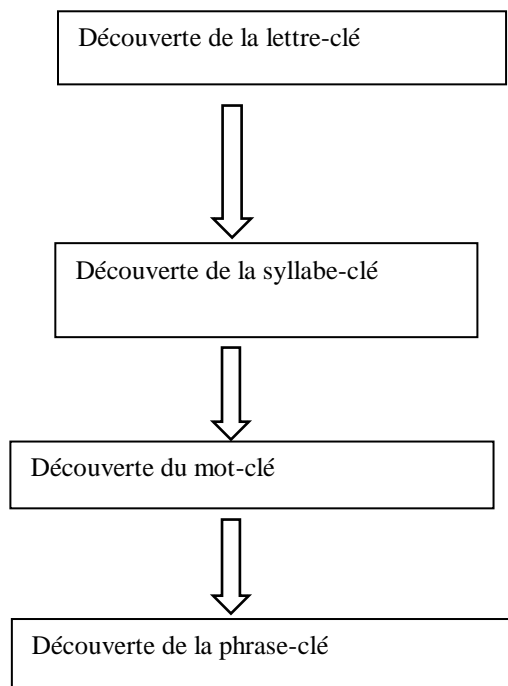 Découverte de la lettre-clé
Découverte de la syllabe-clé
Découverte du mot-clé
Découverte de la phrase-clé